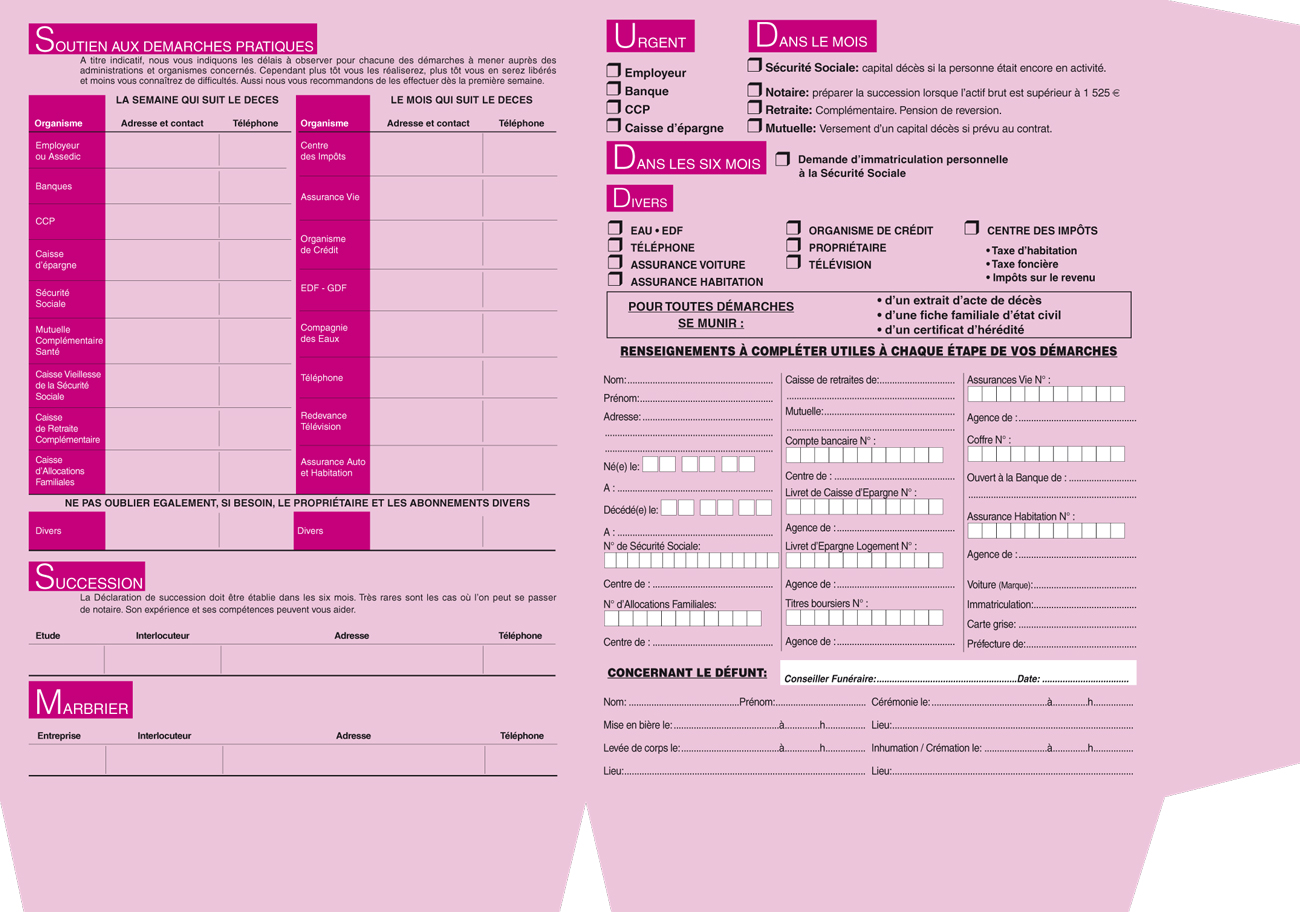 SOUTIEN AUX DEMARCHES PRATIQUES
A titre indicatif, nous vous indiquons les délais à observer pour chacune des démarches à mener auprès des
administrations et organismes concernés. Cependant plus tôt vous les réaliserez, plus tôt vous en serez libérés
et moins vous connaîtrez de difficultés. Aussi nous vous recommandons de les effectuer dès la première semaine.
LA SEMAINE QUI SUIT LE DECES
Organisme Adresse et contact Téléphone
Employeur
ou Assedic
Banques
CCP
Caisse
d'épargne
Sécurité
Sociale
Mutuelle
Complémentaire
Santé
Caisse Vieillesse
de la Sécurité
Sociale
Caisse
de Retraite
Complémentaire
Caisse
d'Allocations
Familiales
LE MOIS QUI SUIT LE DECES
Organisme Adresse et contact Téléphone
Centre
des Impôts
Assurance Vie
Organisme
de Crédit
EDF - GDF
Compagnie
des Eaux
Téléphone
Redevance
Télévision
Assurance Auto
et Habitation
NE PAS OUBLIER EGALEMENT, SI BESOIN, LE PROPRIÉTAIRE ET LES ABONNEMENTS DIVERS
Divers Divers
SUCCESSION
La Déclaration de succession doit être établie dans les six mois. Très rares sont les cas où l'on peut se passer
de notaire. Son expérience et ses compétences peuvent vous aider.
Etude Interlocuteur Adresse Téléphone
MARBRIER
Entreprise Interlocuteur Adresse Téléphone
URGENT
Employeur
Banque
CCP
Caisse d'épargne
DANS LE MOIS
Sécurité Sociale: capital décès si la personne était encore en activité.
Notaire: préparer la succession lorsque l'actif brut est supérieur à 1 525 €
Retraite: Complémentaire. Pension de reversion.
Mutuelle: Versement d'un capital décès si prévu au contrat.
DANS LES SIX MOIS
Demande d'immatriculation personnelle
à la Sécurité Sociale
DIVERS
EAU • EDF
TÉLÉPHONE
ASSURANCE VOITURE
ASSURANCE HABITATION
ORGANISME DE CRÉDIT
PROPRIÉTAIRE
TÉLÉVISION
CENTRE DES IMPÔTS
• Taxe d'habitation
• Taxe foncière
• Impôts sur le revenu
POUR TOUTES DÉMARCHES
SE MUNIR :
• d'un extrait d'acte de décès
• d'une fiche familiale d'état civil
• d'un certificat d'hérédité
RENSEIGNEMENTS À COMPLÉTER UTILES À CHAQUE ÉTAPE DE VOS DÉMARCHES
Nom:
Prénom:
Adresse:
Né(e) le:
A :
Décédé(e) le:
A :
N° de Sécurité Sociale:
Centre de :
N° d'Allocations Familiales:
Centre de :
Caisse de retraites de:
Mutuelle:
Compte bancaire N° :
Centre de :
Livret de Caisse d'Epargne N° :
Agence de :
Livret d'Epargne Logement N° :
Agence de :
Titres boursiers N° :
Agence de :
Assurances Vie N° :
Agence de :
Coffre N° :
Ouvert à la Banque de :
Assurance Habitation N° :
Agence de :
Voiture (Marque):
Immatriculation:
Carte grise:
Préfecture de:
CONCERNANT LE DÉFUNT:
Conseiller Funéraire: Date:
Nom: Prénom: Cérémonie le: à h
Mise en bière le: à h Lieu:
Levée de corps le: à h Inhumation / Crémation le: à h
Lieu: Lieu: